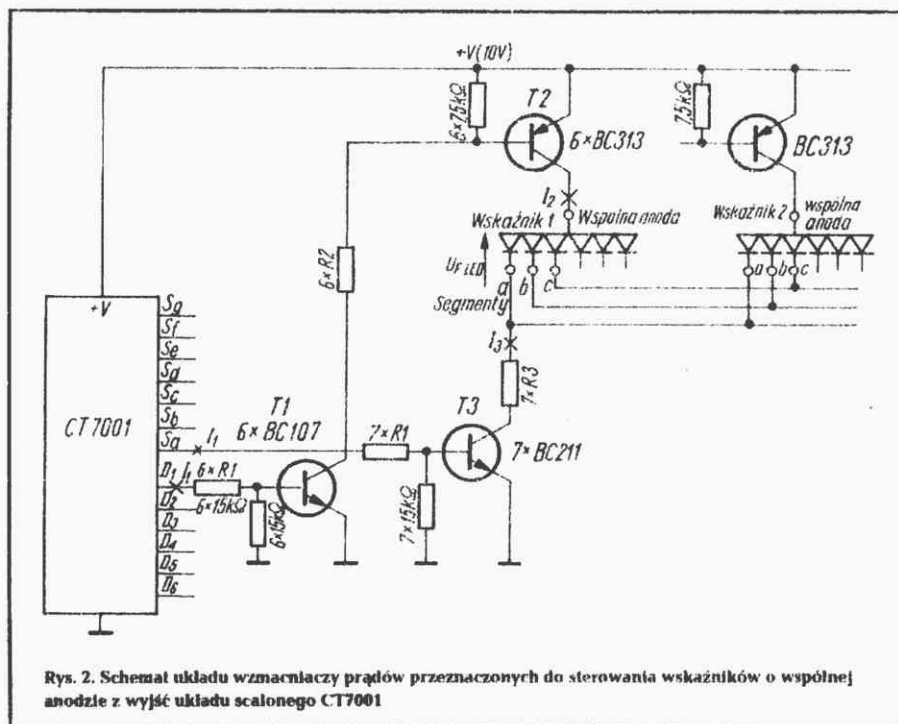 +V(10V)
6×7,5kΩ
T2
6×BC313
7,5kΩ
BC313
I2
Wskaźnik 1
Wspólna anoda
Wskaźnik 2
wspólna
anoda
UF LED
a
b
c
Segmenty
a
b
c
6×R2
I3
7×R3
+V
CT7001
Sg
Sf
Se
Sd
Sc
Sb
Sa
I1
T1
6×BC107
7×R1
T3
7×BC211
D1
I1
6×R1
6×15kΩ
6×15kΩ
7×15kΩ
D2
D3
D4
D5
D6
Rys. 2. Schemat układu wzmacniaczy prądów przeznaczonych do sterowania wskaźników o wspólnej
anodzie z wyjść układu scalonego CT7001